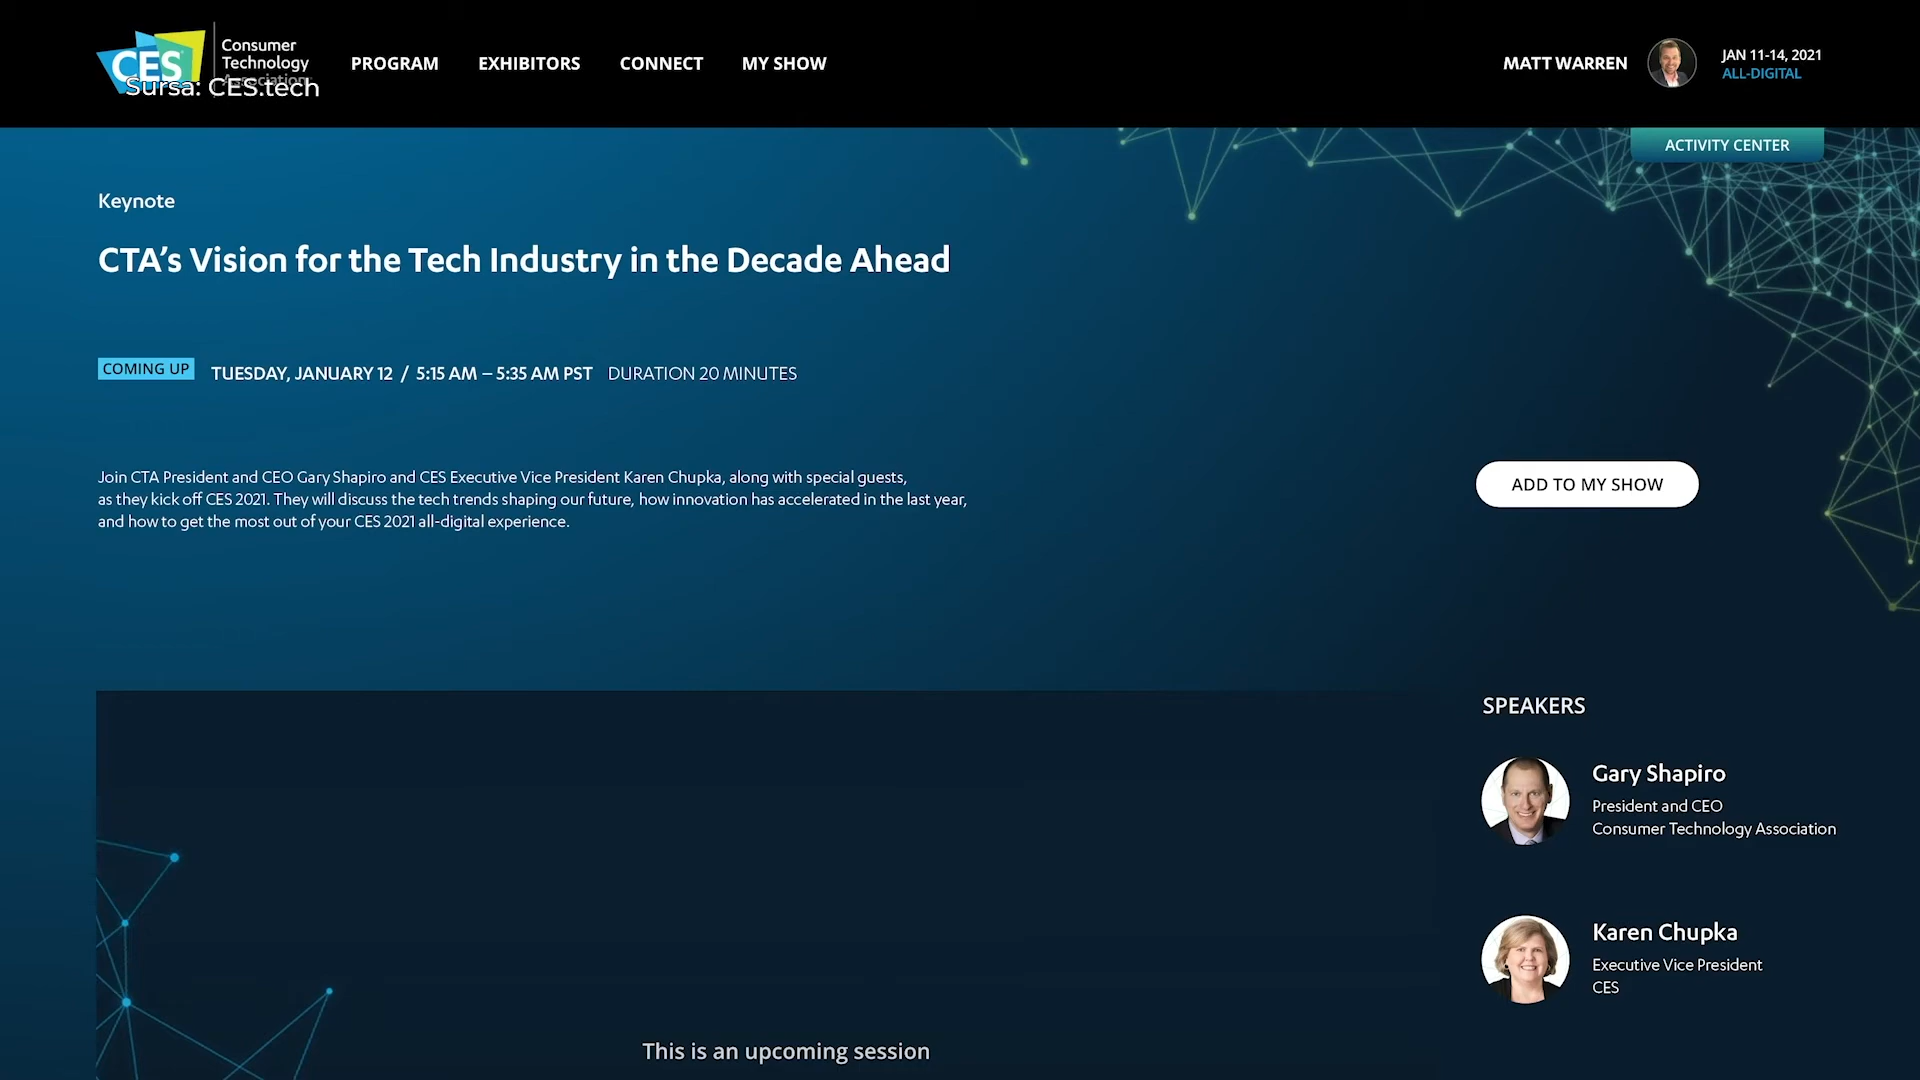 CES
Consumer
Technology
Association
Sursa: CES.tech
PROGRAM
EXHIBITORS
CONNECT
MY SHOW
MATT WARREN
JAN 11-14, 2021
ALL-DIGITAL
ACTIVITY CENTER
Keynote
CTA’s Vision for the Tech Industry in the Decade Ahead
COMING UP
TUESDAY, JANUARY 12 / 5:15 AM – 5:35 AM PST DURATION 20 MINUTES
Join CTA President and CEO Gary Shapiro and CES Executive Vice President Karen Chupka, along with special guests,
as they kick off CES 2021. They will discuss the tech trends shaping our future, how innovation has accelerated in the last year,
and how to get the most out of your CES 2021 all-digital experience.
ADD TO MY SHOW
SPEAKERS
Gary Shapiro
President and CEO
Consumer Technology Association
Karen Chupka
Executive Vice President
CES
This is an upcoming session